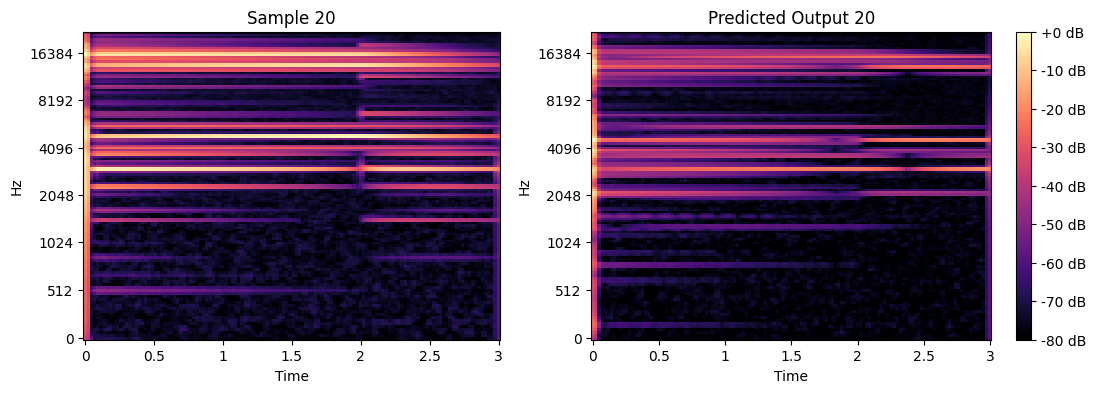 Sample 20
Predicted Output 20
Hz
16384
8192
4096
2048
1024
512
0
0
0.5
1
1.5
2
2.5
3
Time
Hz
16384
8192
4096
2048
1024
512
0
0
0.5
1
1.5
2
2.5
3
Time
+0 dB
-10 dB
-20 dB
-30 dB
-40 dB
-50 dB
-60 dB
-70 dB
-80 dB